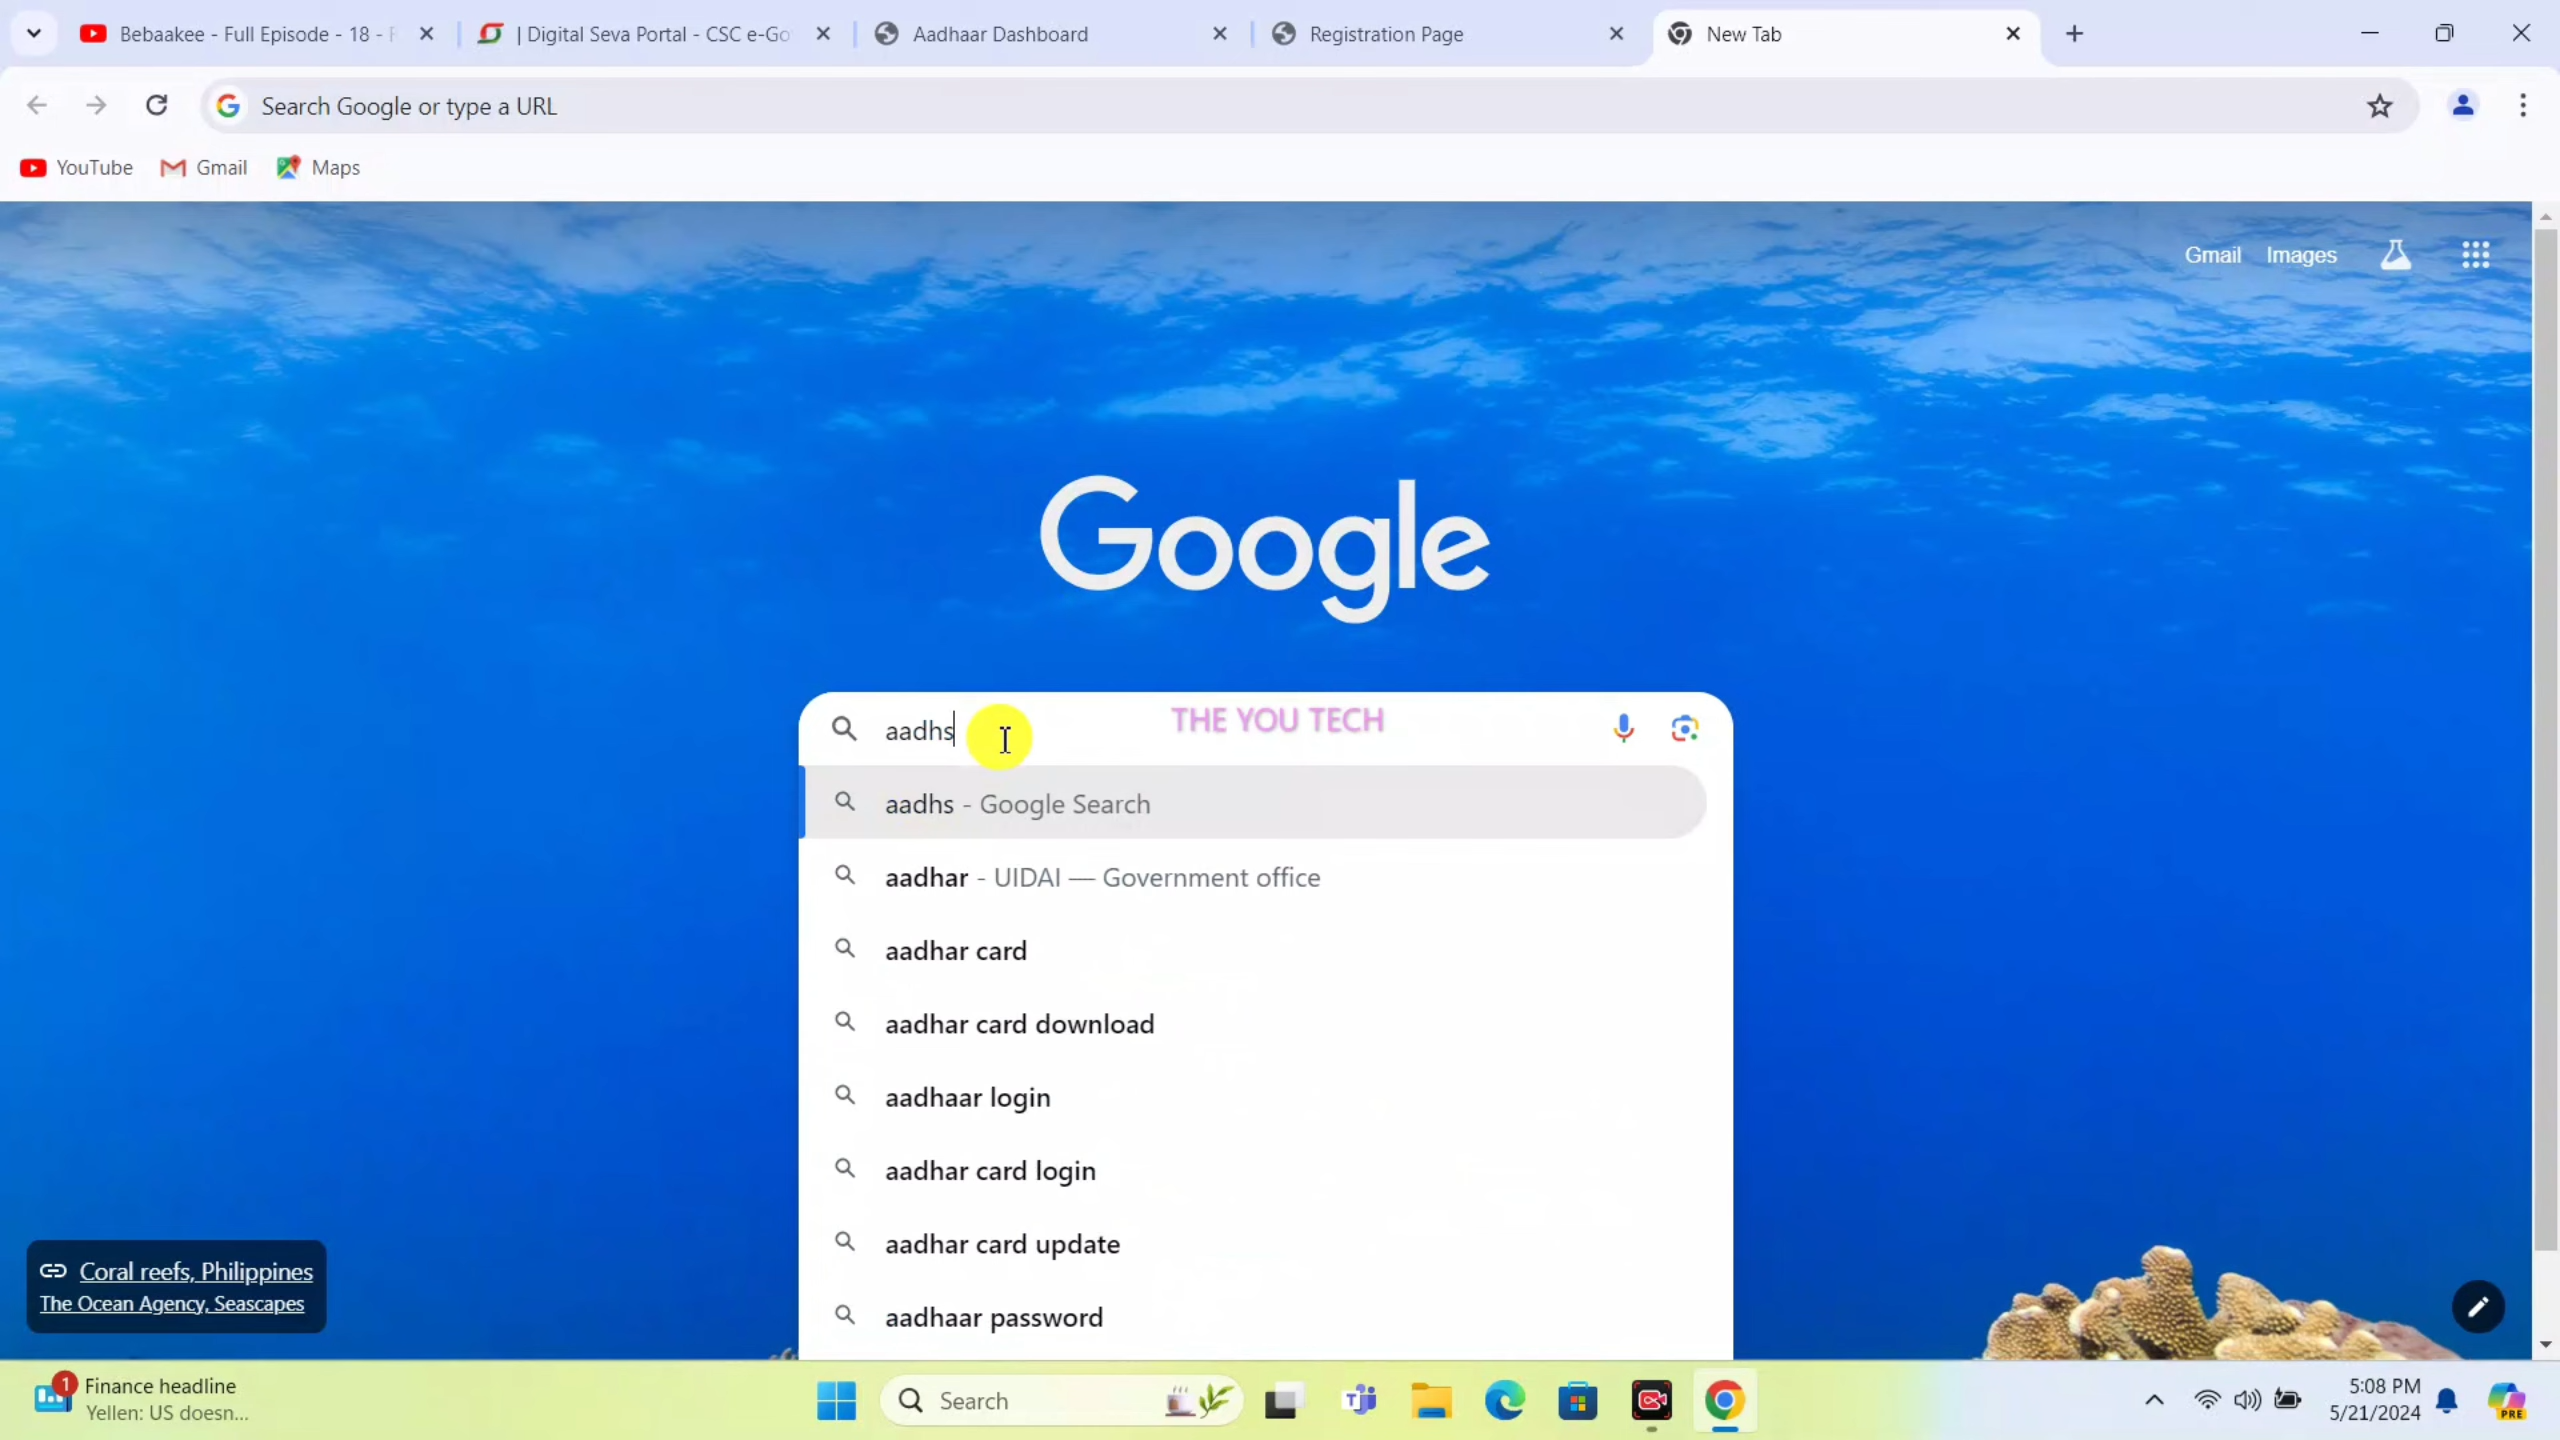 Bebaakee - Full Episode - 18 -
| Digital Seva Portal - CSC e-Go
Aadhaar Dashboard
Registration Page
New Tab
Search Google or type a URL
YouTube
Gmail
Maps
Gmail
Images
Google
aadhs
THE YOU TECH
aadhs - Google Search
aadhar - UIDAI — Government office
aadhar card
aadhar card download
aadhaar login
aadhar card login
aadhar card update
aadhaar password
Coral reefs, Philippines
The Ocean Agency, Seascapes
1
Finance headline
Yellen: US doesn...
Search
PRE
5:08 PM
5/21/2024